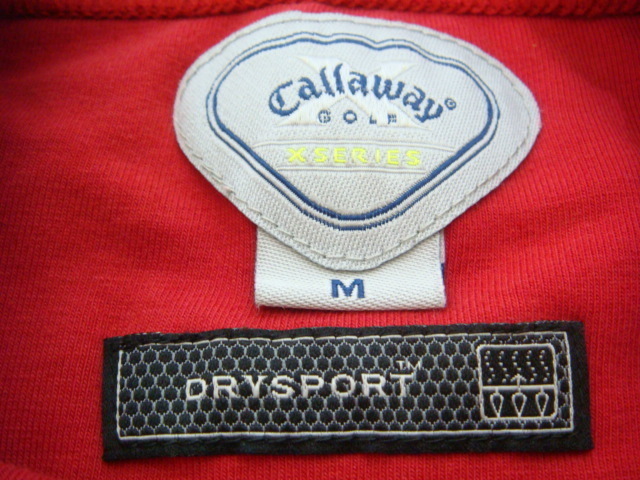 Callaway®
GOLF
X SERIES
M
DRYSPORT™